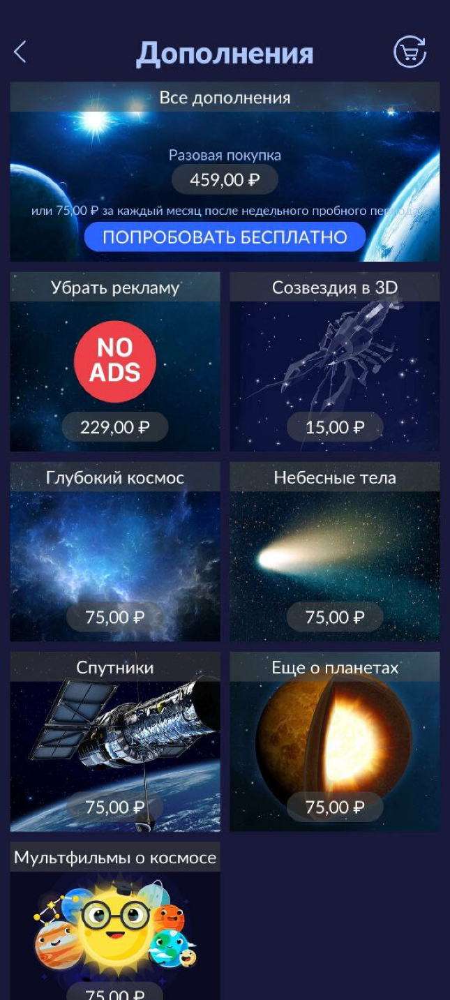 Дополнения
Все дополнения
Разовая покупка
459,00 ₽
или 75,00 ₽ за каждый месяц после недельного пробного периода
ПОПРОБОВАТЬ БЕСПЛАТНО
Убрать рекламу
NO
ADS
229,00 ₽
Созвездия в 3D
15,00 ₽
Глубокий космос
75,00 ₽
Небесные тела
75,00 ₽
Спутники
75,00 ₽
Еще о планетах
75,00 ₽
Мультфильмы о космосе
75,00 ₽